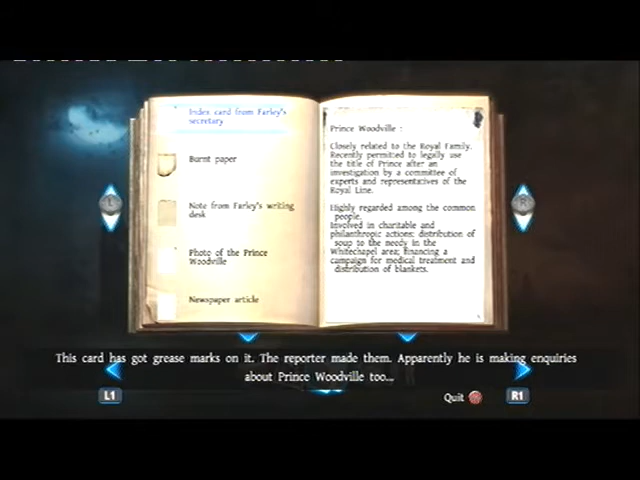 Index card from Farley's
secretary
Burnt paper
Note from Farley's writing
desk
Photo of the Prince
Woodville
Newspaper article
Prince Woodville :
Closely related to the Royal Family.
Recently permitted to legally use
the title of Prince after an
investigation by a committee of
experts and representatives of the
Royal Line.
Highly regarded among the common
people.
Involved in charitable and
philanthropic actions: distribution of
soup to the needy in the
Whitechapel area; financing a
campaign for medical treatment and
distribution of blankets.
This card has got grease marks on it. The reporter made them. Apparently he is making enquiries
about Prince Woodville too...
L1
Quit
R1